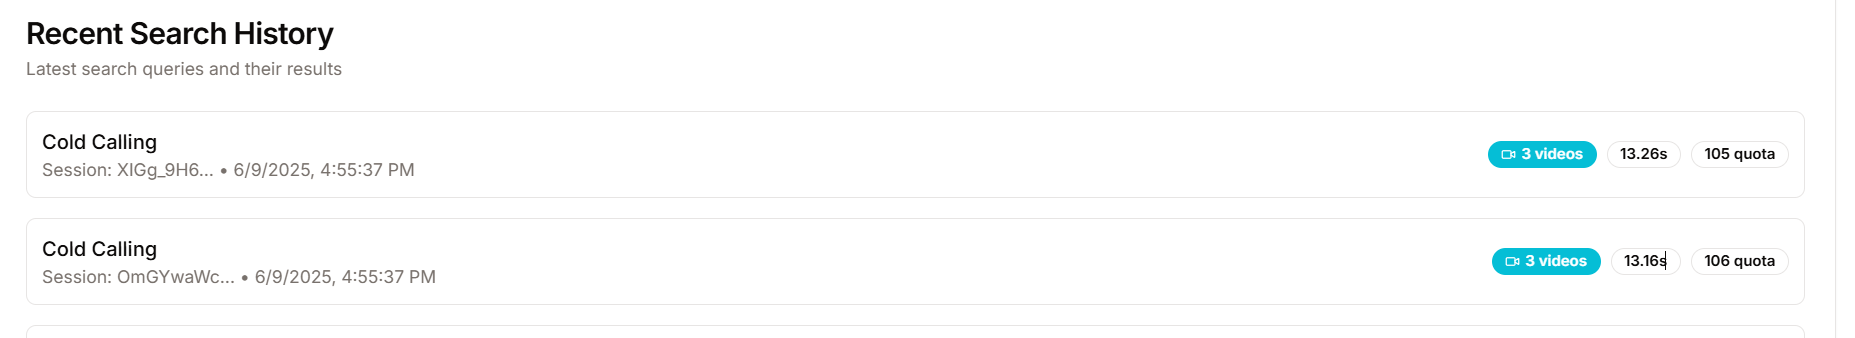 Recent Search History
Latest search queries and their results
Cold Calling
Session: XIGg_9H6... • 6/9/2025, 4:55:37 PM
3 videos
13.26s
105 quota
Cold Calling
Session: OmGYwaWc... • 6/9/2025, 4:55:37 PM
3 videos
13.16s
106 quota